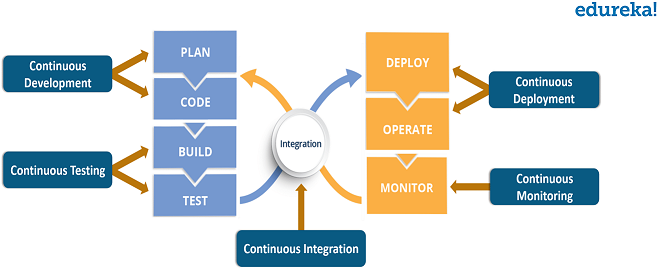 edureka!
Continuous
Development
PLAN
CODE
Continuous Testing
BUILD
TEST
Integration
Continuous Integration
DEPLOY
OPERATE
MONITOR
Continuous
Deployment
Continuous
Monitoring